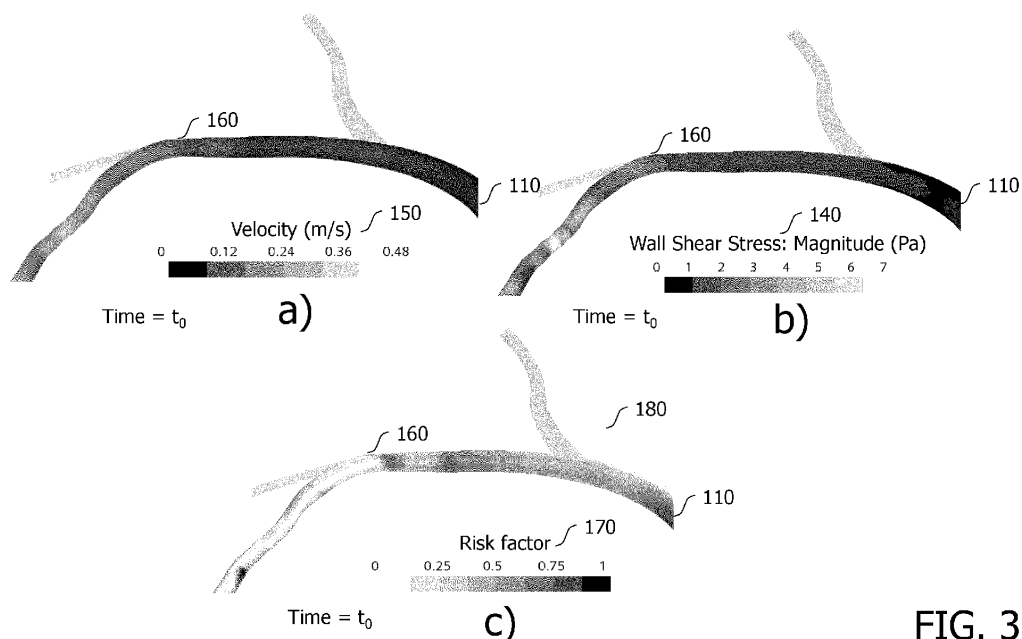 160
160
110
110
Velocity (m/s) 150
0 0.12 0.24 0.36 0.48
140
Wall Shear Stress: Magnitude (Pa)
0 1 2 3 4 5 6 7
Time = t₀
a)
Time = t₀
b)
180
160
110
170
Risk factor
0 0.25 0.5 0.75 1
Time = t₀
c)
FIG. 3